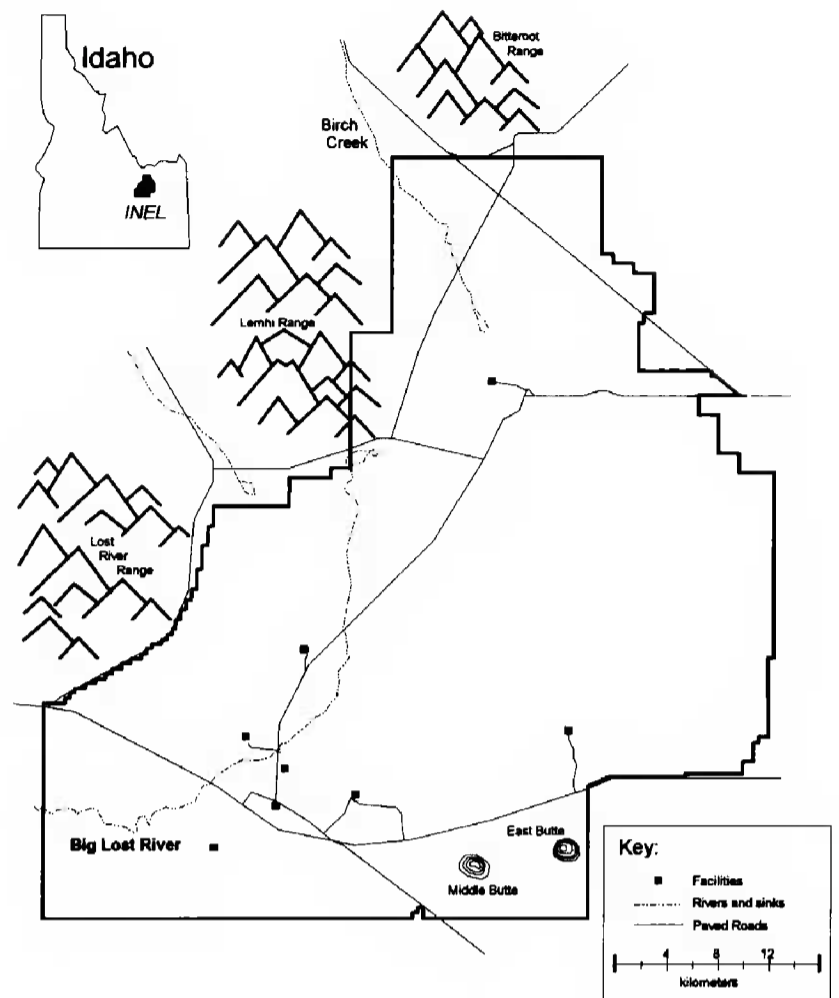 Idaho
INEL
Bitterroot
Range
Birch
Creek
Lemhi Range
Lost
River
Range
Big Lost River
East Butte
Middle Butte
Key:
Facilities
Rivers and sinks
Paved Roads
4 8 12
kilometers